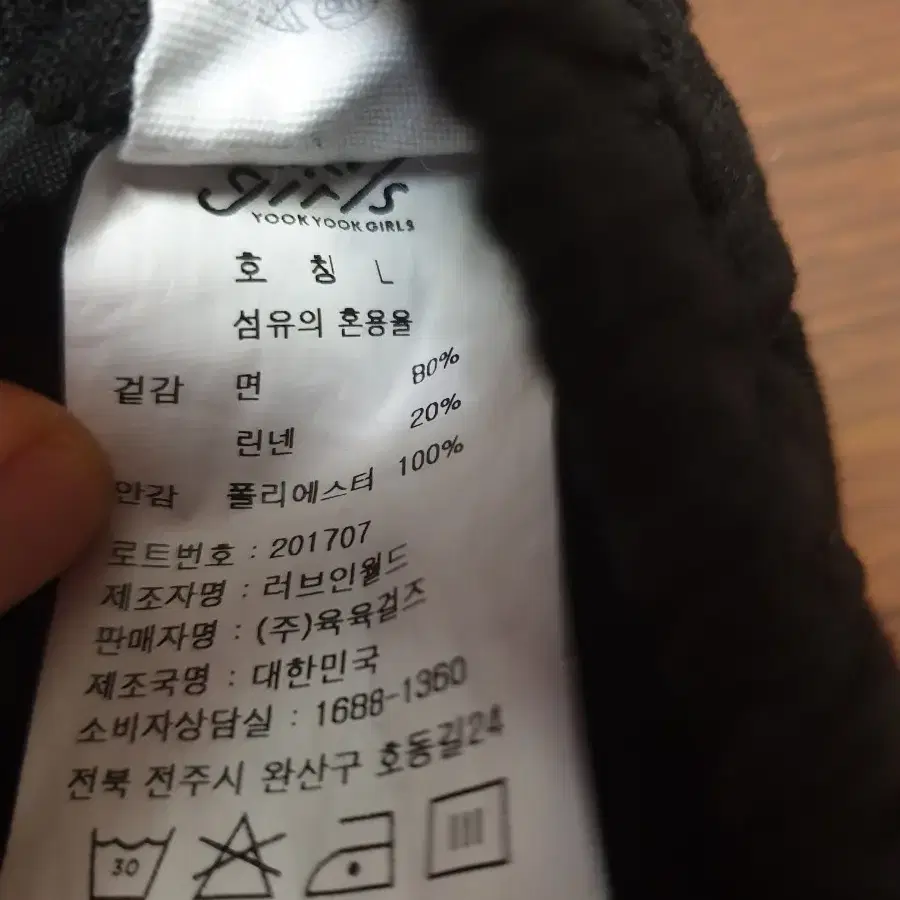 girls
YOOKYOOKGIRLS
호 칭 L
섬유의 혼용율
겉감 면 80%
린넨 20%
안감 폴리에스터 100%
로트번호 : 201707
제조자명 : 러브인월드
판매자명 : (주)육육걸즈
제조국명 : 대한민국
소비자상담실 : 1688-1360
전북 전주시 완산구 호동길24
30